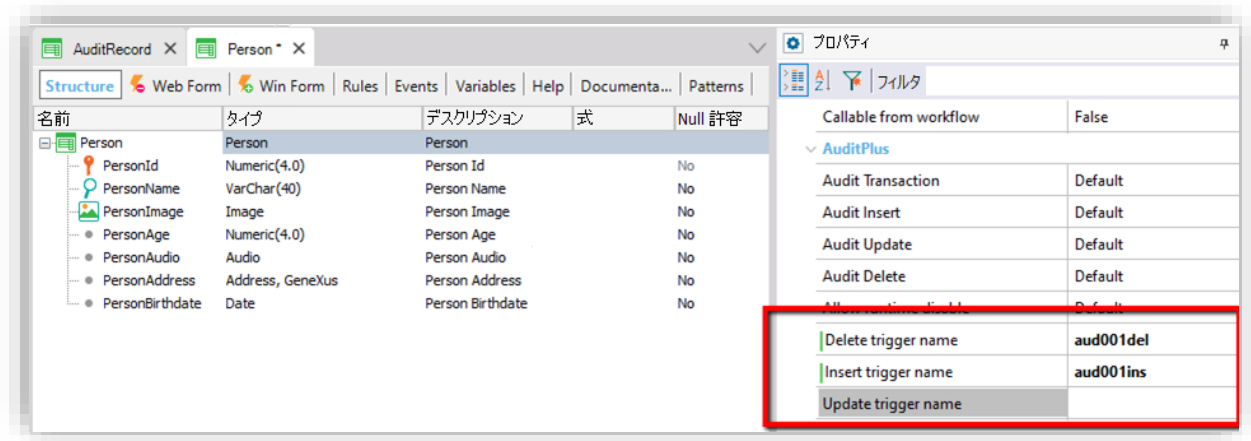 AuditRecord × Person* ×
Structure Web Form Win Form Rules Events Variables Help Documenta... Patterns
名前 タイプ デスクリプション 式 Null 許容
Person Person Person
PersonId Numeric(4.0) Person Id No
PersonName VarChar(40) Person Name No
PersonImage Image Person Image No
PersonAge Numeric(4.0) Person Age No
PersonAudio Audio Person Audio No
PersonAddress Address, GeneXus Person Address No
PersonBirthdate Date Person Birthdate No
プロパティ
フィルタ
Callable from workflow False
AuditPlus
Audit Transaction Default
Audit Insert Default
Audit Update Default
Audit Delete Default
Allow runtime disable Default
Delete trigger name aud001del
Insert trigger name aud001ins
Update trigger name